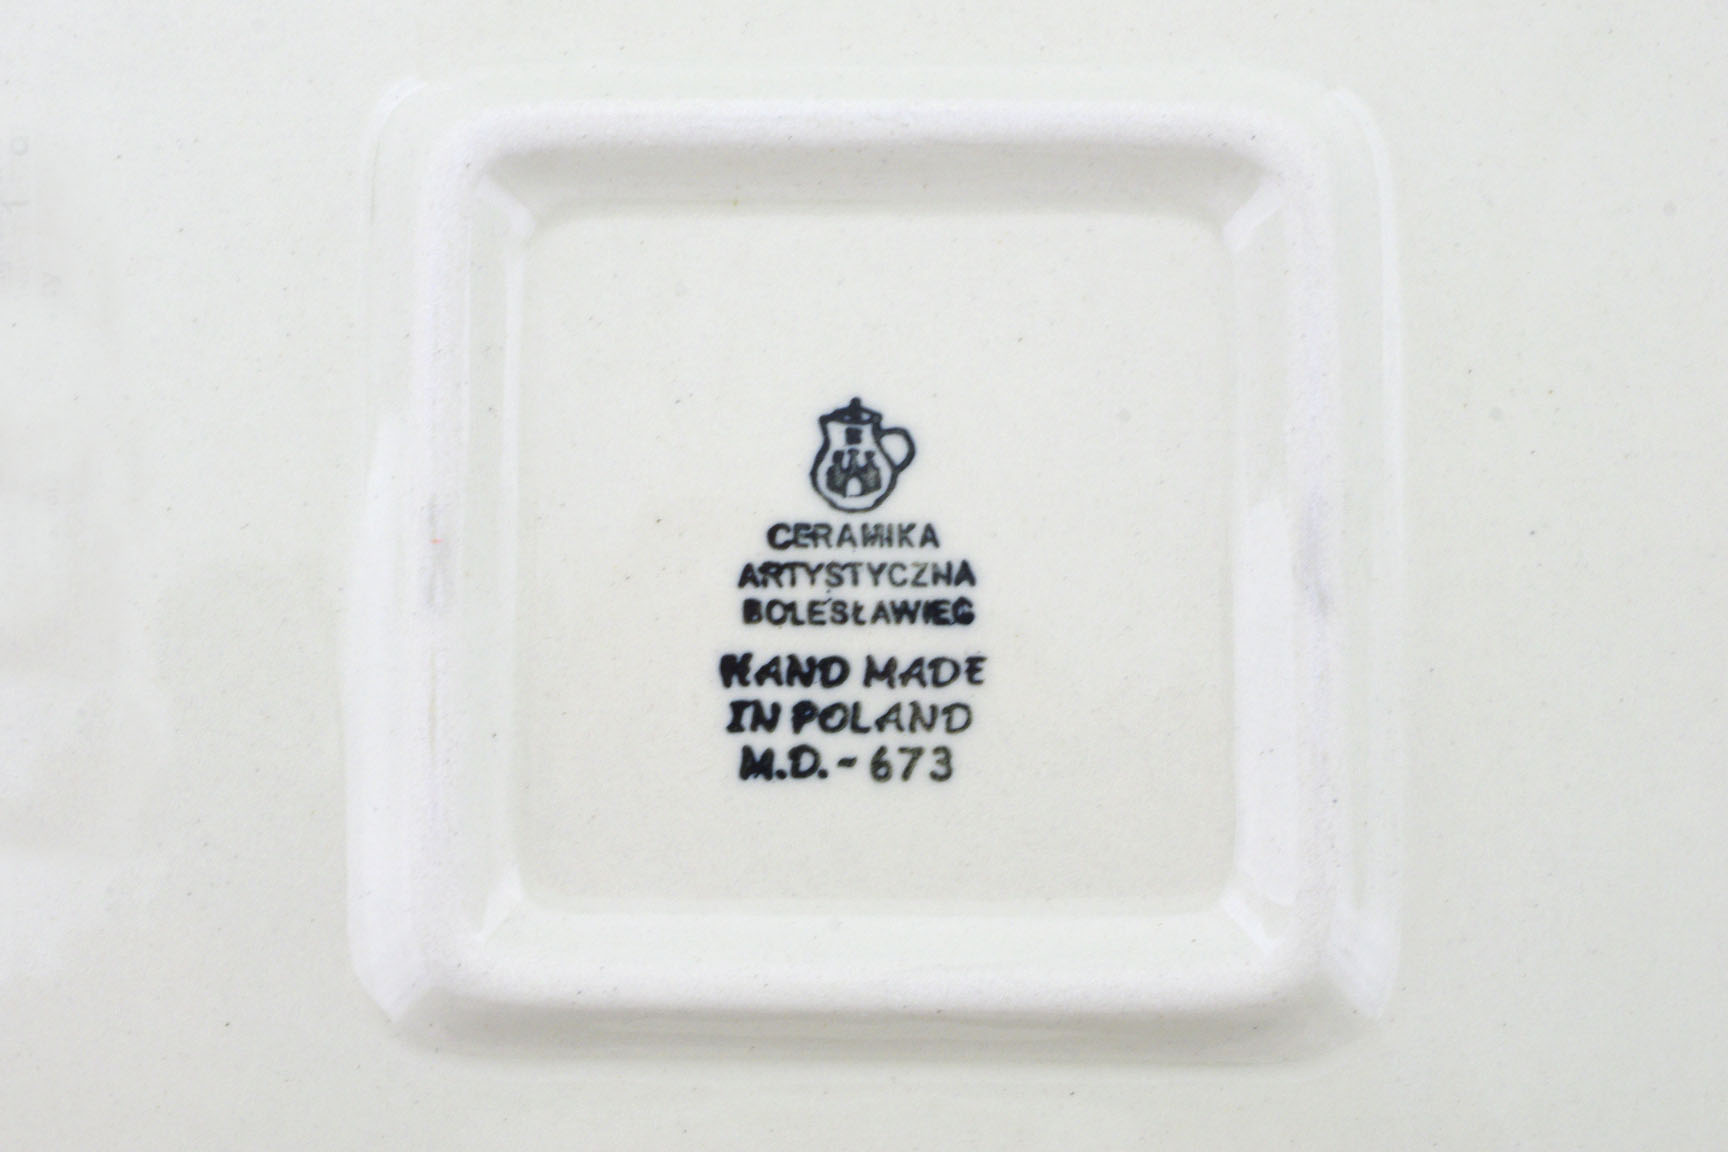 B
CERAMIKA
ARTYSTYCZNA
BOLESŁAWIEC
HAND MADE
IN POLAND
M.D.~673